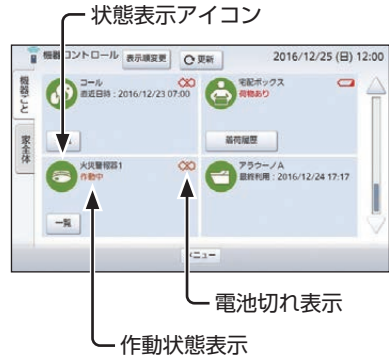 状態表示アイコン
機器コントロール 表示順変更 更新 2016/12/25 (日) 12:00
機器ごと
家全体
コール
直近日時:2016/12/23 07:00
宅配ボックス
荷物あり
着荷履歴
火災警報器1
作動中
一覧
アラウーノA
最終利用:2016/12/24 17:17
メニュー
電池切れ表示
作動状態表示